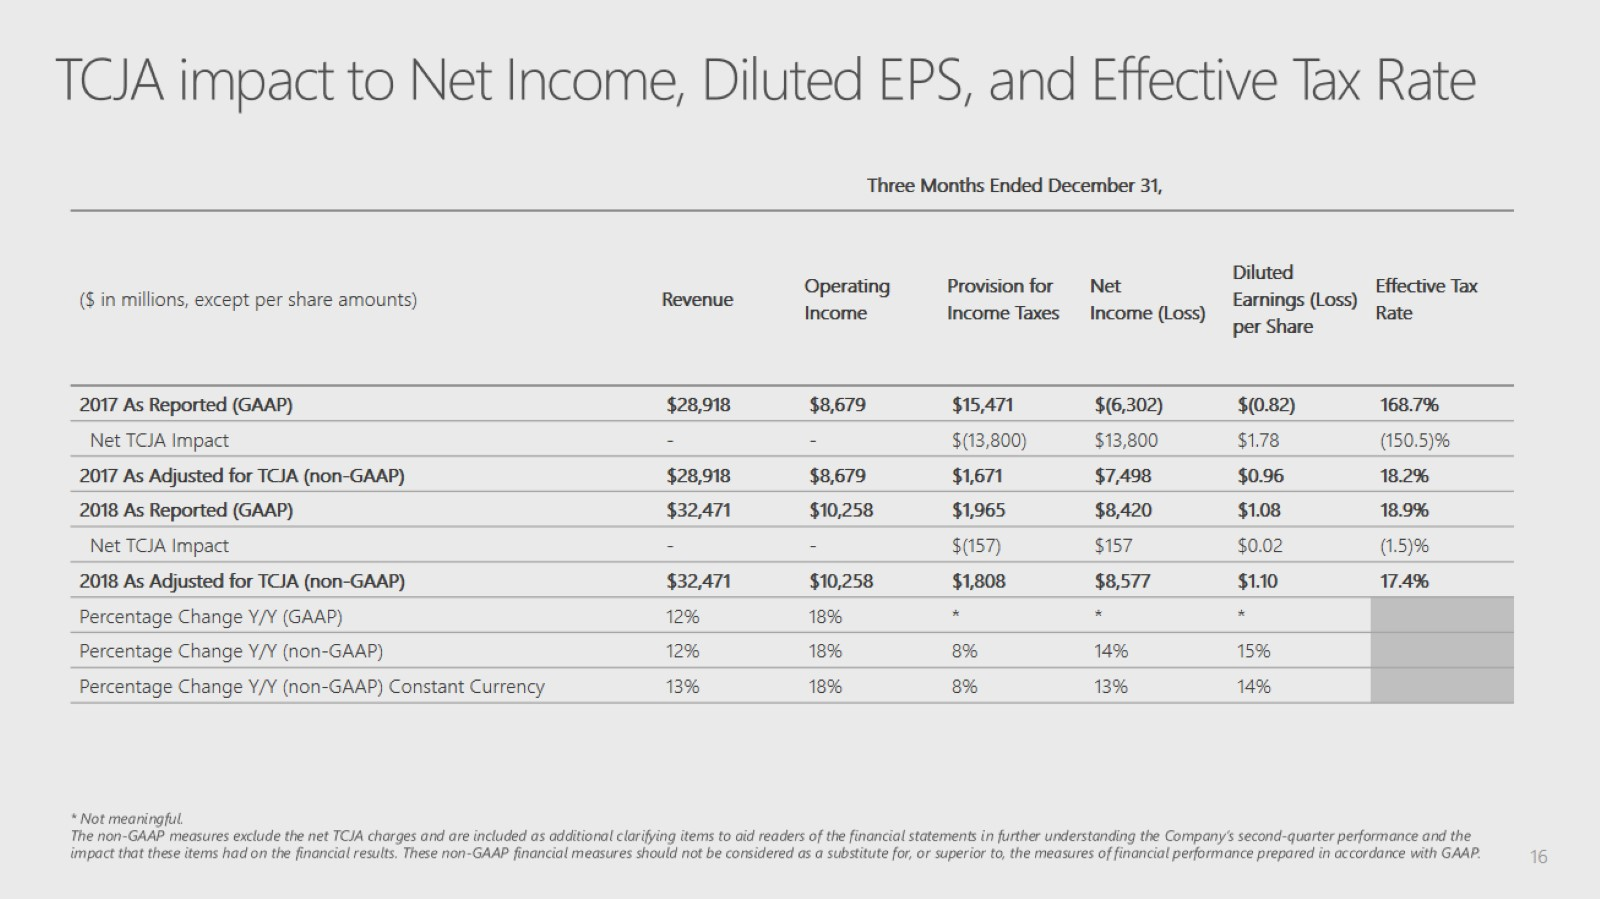 TCJA impact to Net Income, Diluted EPS, and Effective Tax Rate
Three Months Ended December 31,
($ in millions, except per share amounts) Revenue Operating Income Provision for Income Taxes Net Income (Loss) Diluted Earnings (Loss) per Share Effective Tax Rate
2017 As Reported (GAAP) $28,918 $8,679 $15,471 $(6,302) $(0.82) 168.7%
Net TCJA Impact - - $(13,800) $13,800 $1.78 (150.5)%
2017 As Adjusted for TCJA (non-GAAP) $28,918 $8,679 $1,671 $7,498 $0.96 18.2%
2018 As Reported (GAAP) $32,471 $10,258 $1,965 $8,420 $1.08 18.9%
Net TCJA Impact - - $(157) $157 $0.02 (1.5)%
2018 As Adjusted for TCJA (non-GAAP) $32,471 $10,258 $1,808 $8,577 $1.10 17.4%
Percentage Change Y/Y (GAAP) 12% 18% * * *
Percentage Change Y/Y (non-GAAP) 12% 18% 8% 14% 15%
Percentage Change Y/Y (non-GAAP) Constant Currency 13% 18% 8% 13% 14%
* Not meaningful.
The non-GAAP measures exclude the net TCJA charges and are included as additional clarifying items to aid readers of the financial statements in further understanding the Company's second-quarter performance and the
impact that these items had on the financial results. These non-GAAP financial measures should not be considered as a substitute for, or superior to, the measures of financial performance prepared in accordance with GAAP.
16